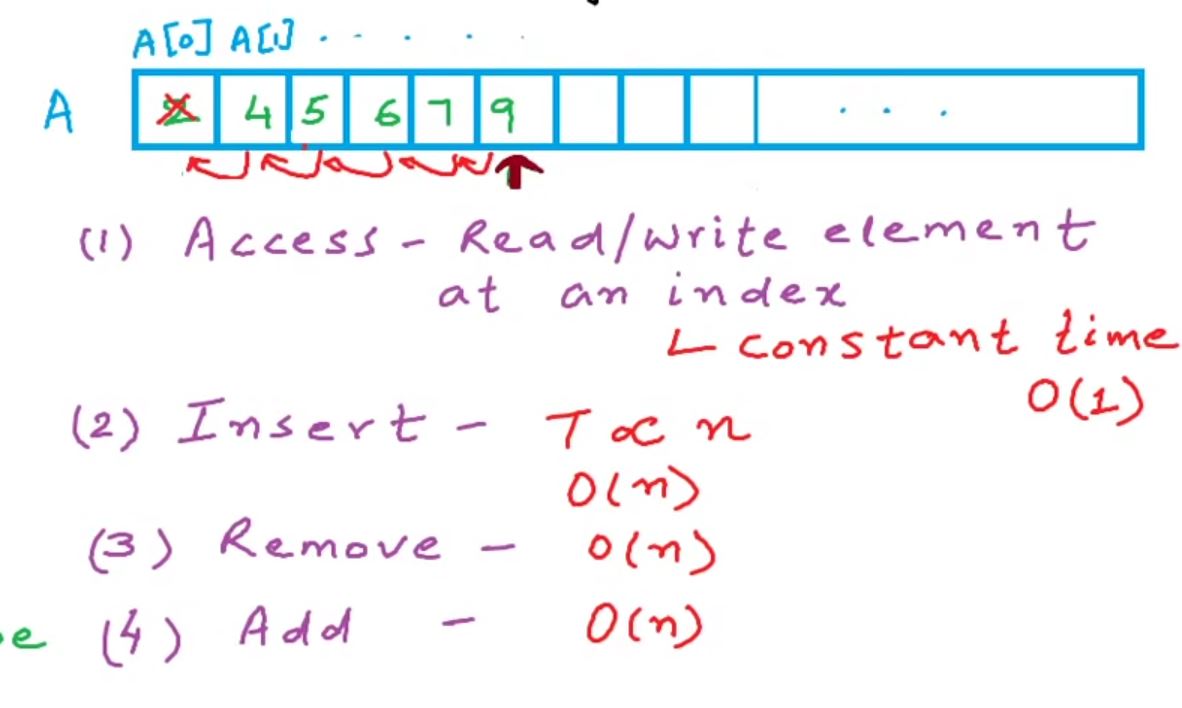 A[0] A[1] . . . . .
A 2 4 5 6 7 9 . . .
(1) Access - Read/write element
at an index
constant time
O(1)
(2) Insert - T ∝ n
O(n)
(3) Remove - O(n)
(4) Add - O(n)